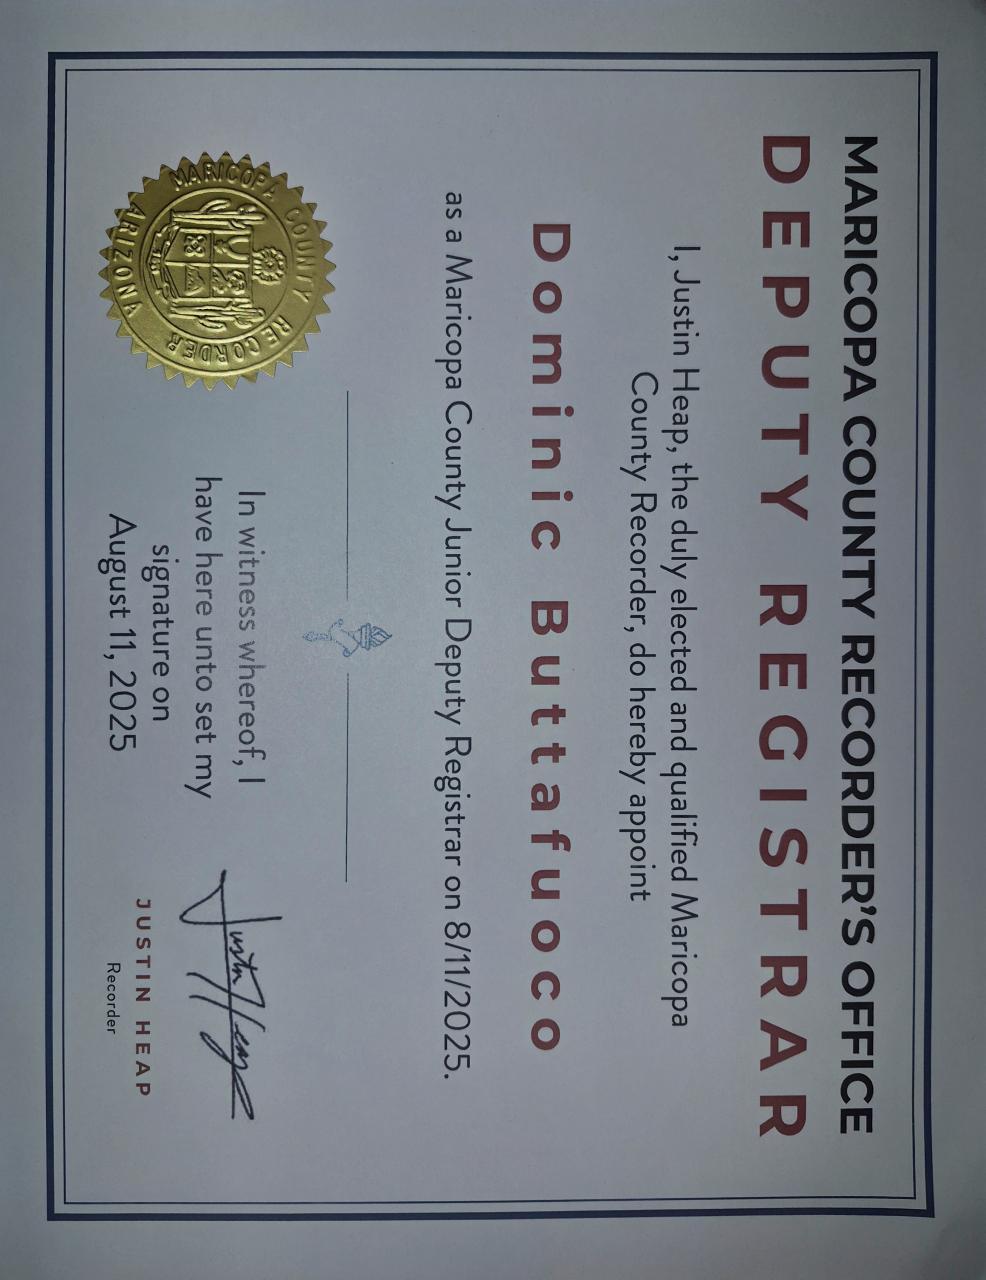 MARICOPA COUNTY RECORDER'S OFFICE
DEPUTY REGISTRAR
I, Justin Heap, the duly elected and qualified Maricopa
County Recorder, do hereby appoint
Dominic Buttafuoco
as a Maricopa County Junior Deputy Registrar on 8/11/2025.
MARICOPA COUNTY RECORDER
ARIZONA
In witness whereof, I
have here unto set my
signature on
August 11, 2025
Justin Heap
JUSTIN HEAP
Recorder